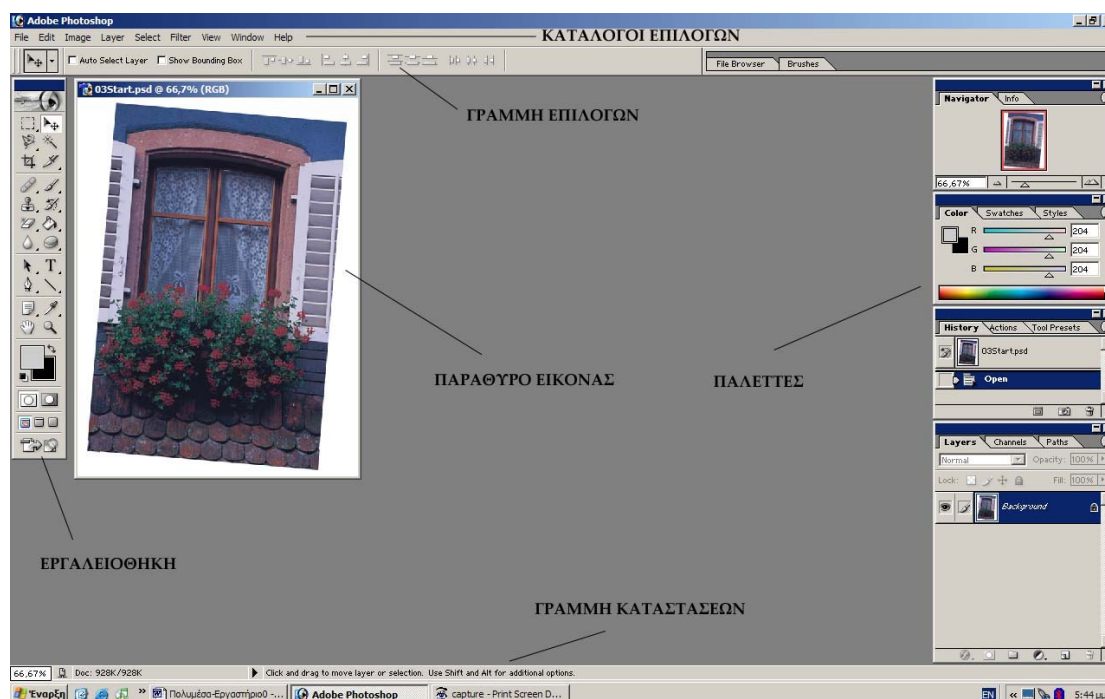 Adobe Photoshop
File Edit Image Layer Select Filter View Window Help
ΚΑΤΑΛΟΓΟΙ ΕΠΙΛΟΓΩΝ
Auto Select Layer Show Bounding Box
File Browser Brushes
03Start.psd @ 66,7% (RGB)
ΓΡΑΜΜΗ ΕΠΙΛΟΓΩΝ
Navigator Info
66,67%
Color Swatches Styles
R 204
G 204
B 204
History Actions Tool Presets
03Start.psd
Open
ΠΑΡΑΘΥΡΟ ΕΙΚΟΝΑΣ
ΠΑΛΕΤΤΕΣ
Layers Channels Paths
Normal Opacity: 100%
Lock: Fill: 100%
Background
ΕΡΓΑΛΕΙΟΘΗΚΗ
ΓΡΑΜΜΗ ΚΑΤΑΣΤΑΣΕΩΝ
66,67% Doc: 928K/928K Click and drag to move layer or selection. Use Shift and Alt for additional options.
Έναρξη » Πολυμέσα-Εργαστήριο0 -... Adobe Photoshop capture - Print Screen D... EN « 5:44 μμ